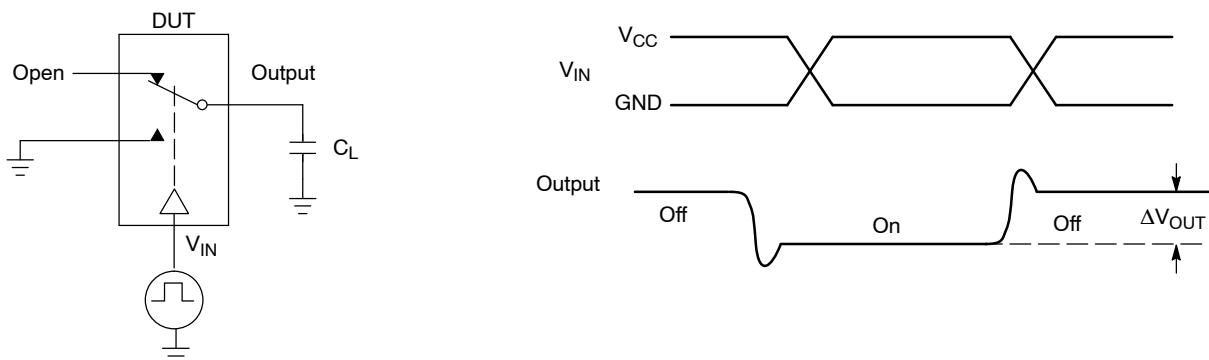 DUT
Open
Output
C_L
V_IN
V_CC
V_IN
GND
Output
Off
On
Off
ΔV_OUT